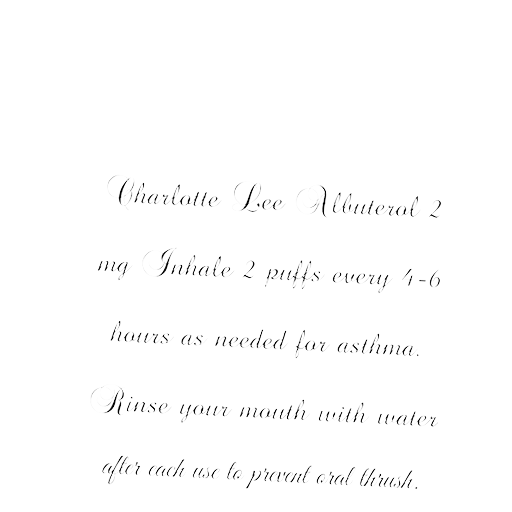 Charlotte Lee Albuterol 2
mg Inhale 2 puffs every 4-6
hours as needed for asthma.
Rinse your mouth with water
after each use to prevent oral thrush.